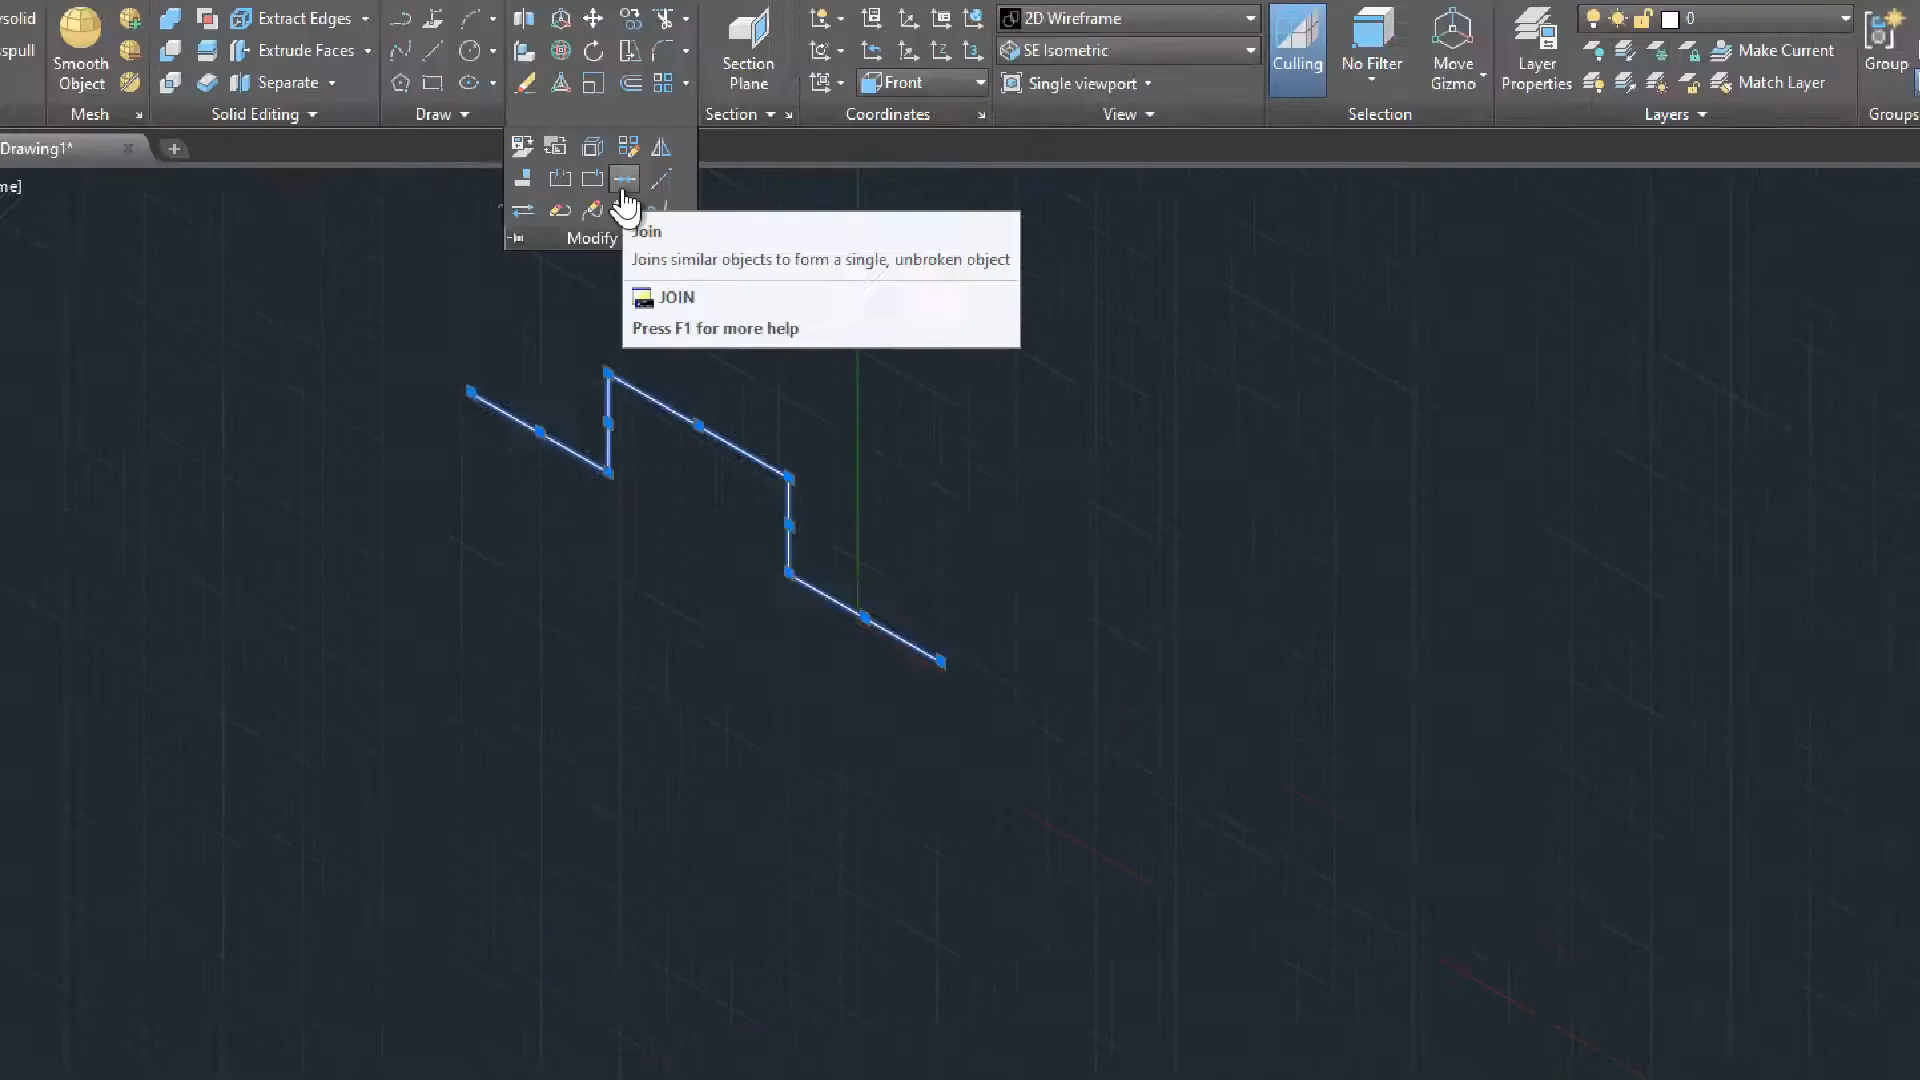 ysolid
sspull
Smooth
Object
Mesh
Extract Edges
Extrude Faces
Separate
Solid Editing
Draw
Section
Plane
Section
Front
Coordinates
2D Wireframe
SE Isometric
Single viewport
View
Culling
No Filter
Move
Gizmo
Selection
Layer
Properties
0
Make Current
Match Layer
Layers
Group
Groups
Drawing1*
me]
Modify
Join
Joins similar objects to form a single, unbroken object
JOIN
Press F1 for more help